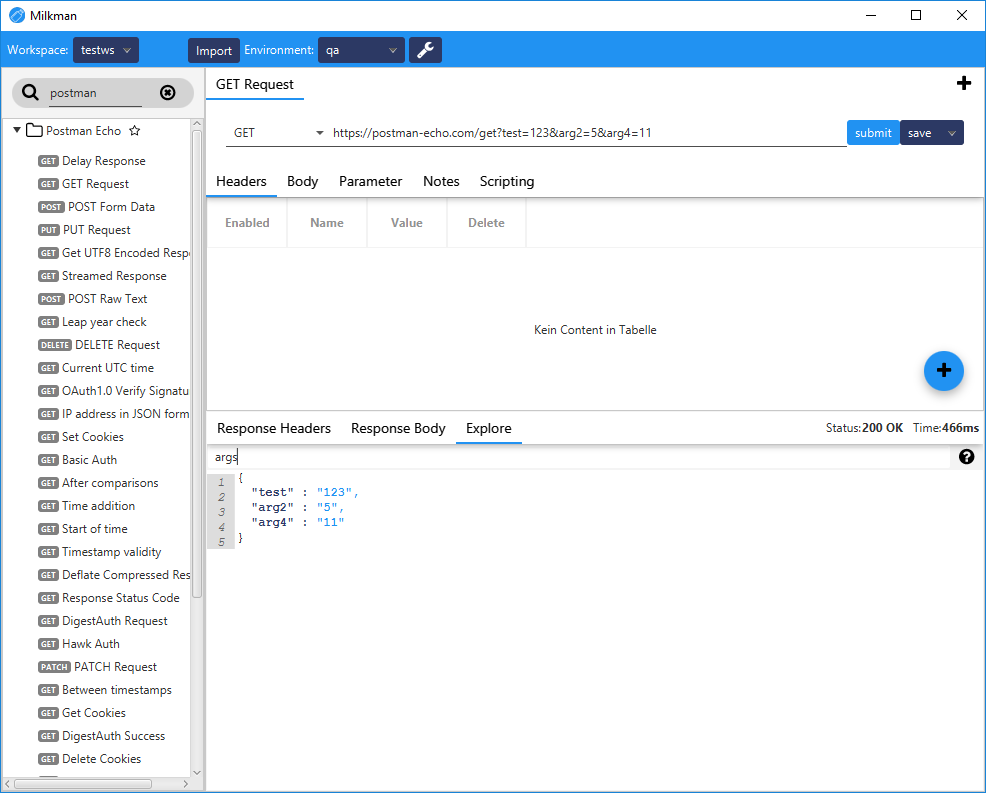 Milkman
Workspace: testws Import Environment: qa
postman
GET Request
Postman Echo
GET Delay Response
GET GET Request
POST POST Form Data
PUT PUT Request
GET Get UTF8 Encoded Resp
GET Streamed Response
POST POST Raw Text
GET Leap year check
DELETE DELETE Request
GET Current UTC time
GET OAuth1.0 Verify Signatu
GET IP address in JSON form
GET Set Cookies
GET Basic Auth
GET After comparisons
GET Time addition
GET Start of time
GET Timestamp validity
GET Deflate Compressed Res
GET Response Status Code
GET DigestAuth Request
GET Hawk Auth
PATCH PATCH Request
GET Between timestamps
GET Get Cookies
GET DigestAuth Success
GET Delete Cookies
GET https://postman-echo.com/get?test=123&arg2=5&arg4=11 submit save
Headers Body Parameter Notes Scripting
Enabled Name Value Delete
Kein Content in Tabelle
Response Headers Response Body Explore Status:200 OK Time:466ms
args
1 {
2 "test" : "123",
3 "arg2" : "5",
4 "arg4" : "11"
5 }